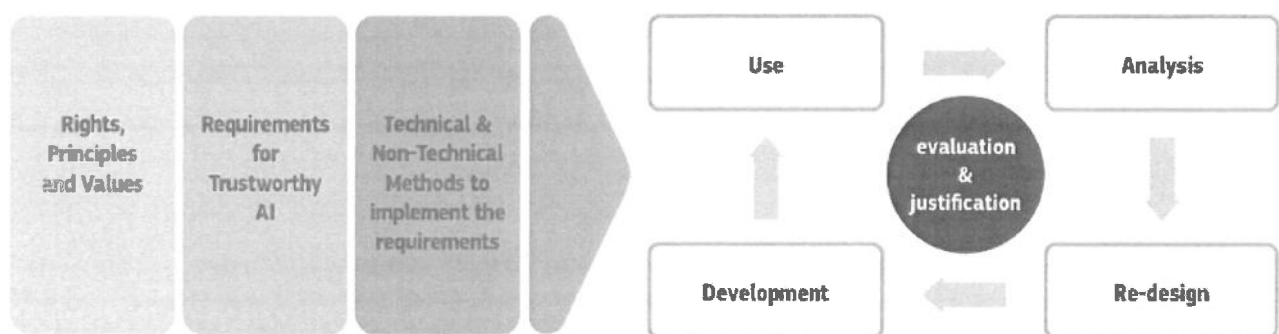 Rights,
Principles
and Values
Requirements
for
Trustworthy
AI
Technical &
Non-Technical
Methods to
implement the
requirements
Use
Analysis
evaluation
&
justification
Development
Re-design